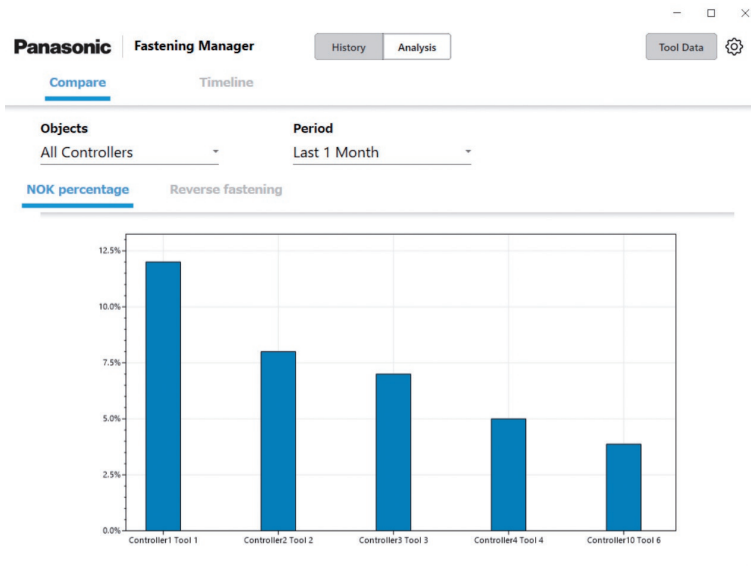 Panasonic Fastening Manager History Analysis Tool Data
Compare Timeline
Objects Period
All Controllers Last 1 Month
NOK percentage Reverse fastening
12.5%
10.0%
7.5%
5.0%
2.5%
0.0%
Controller1 Tool 1 Controller2 Tool 2 Controller3 Tool 3 Controller4 Tool 4 Controller10 Tool 6